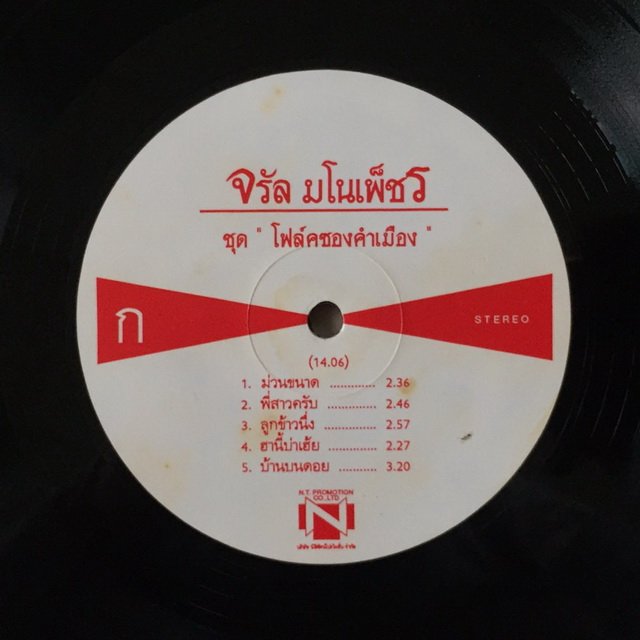 จรัล มโนเพ็ชร
ชุด " โฟล์คซองคำเมือง "
ก
STEREO
(14.06)
1. ม่วนขนาด ............ 2.36
2. พี่สาวครับ ............. 2.46
3. ลูกข้าวนึ่ง .............. 2.57
4. ฮานี้บ่าเฮ้ย ............ 2.27
5. บ้านบนดอย .......... 3.20
N.T. PROMOTION
CO.,LTD.
N